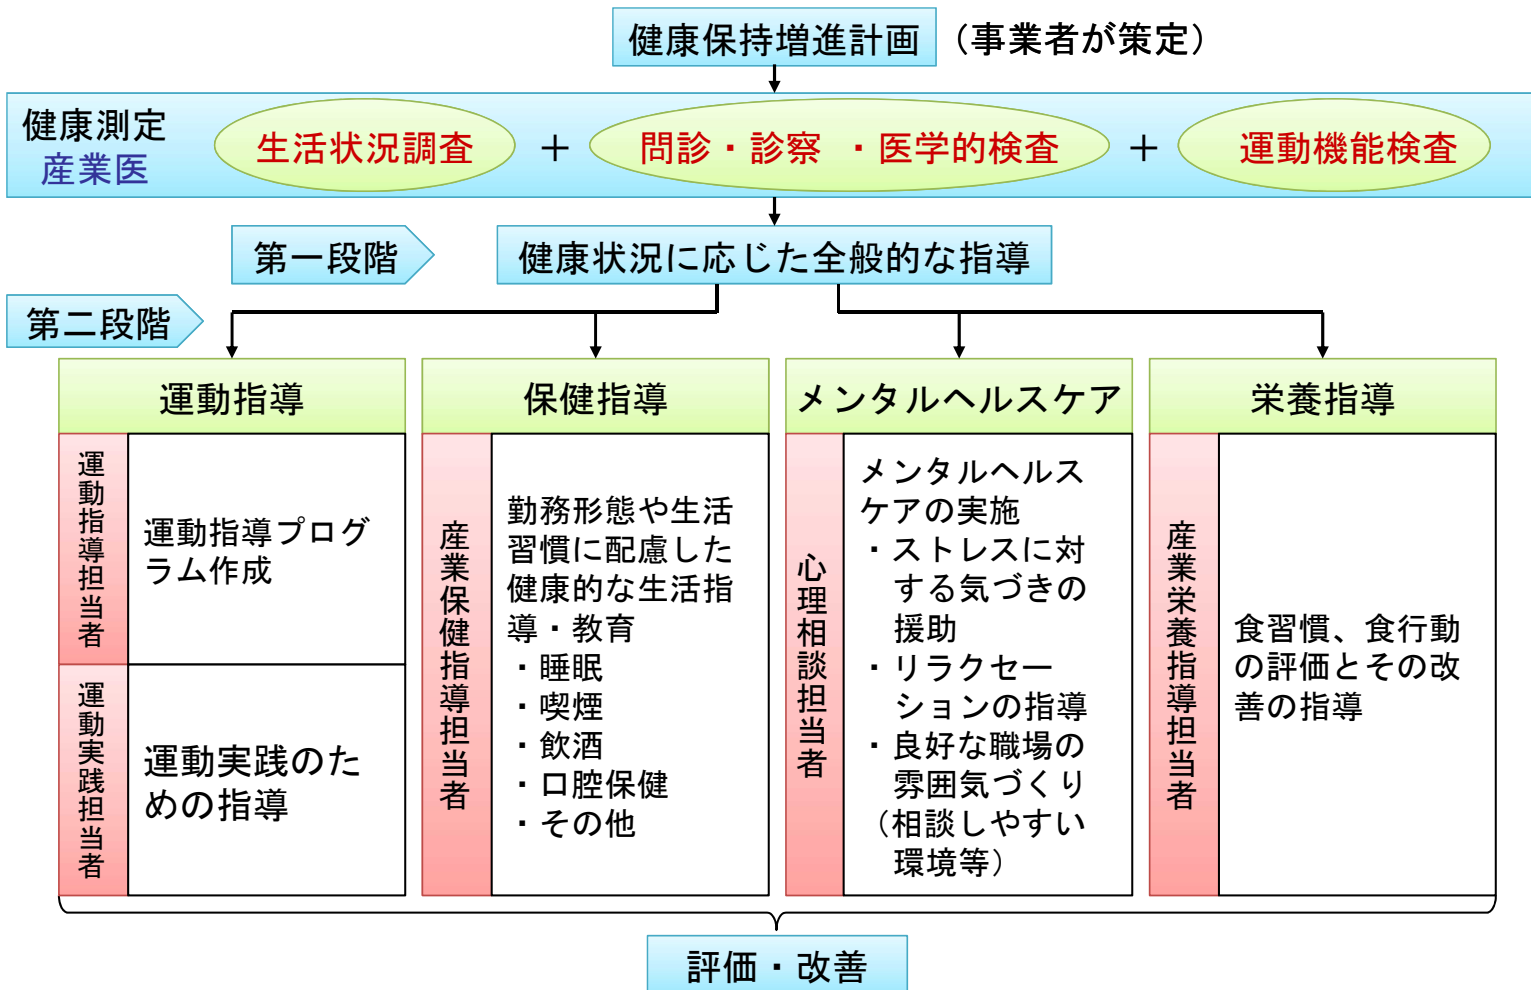 健康保持増進計画 (事業者が策定)
健康測定
産業医
生活状況調査 + 問診・診察 ・医学的検査 + 運動機能検査
第一段階
健康状況に応じた全般的な指導
第二段階
運動指導
運動指導担当者
運動指導プログ
ラム作成
運動実践担当者
運動実践のた
めの指導
保健指導
産業保健指導担当者
勤務形態や生活
習慣に配慮した
健康的な生活指
導・教育
・睡眠
・喫煙
・飲酒
・口腔保健
・その他
メンタルヘルスケア
心理相談担当者
メンタルヘルス
ケアの実施
・ストレスに対
する気づきの
援助
・リラクセー
ションの指導
・良好な職場の
雰囲気づくり
(相談しやすい
環境等)
栄養指導
産業栄養指導担当者
食習慣、食行動
の評価とその改
善の指導
評価・改善